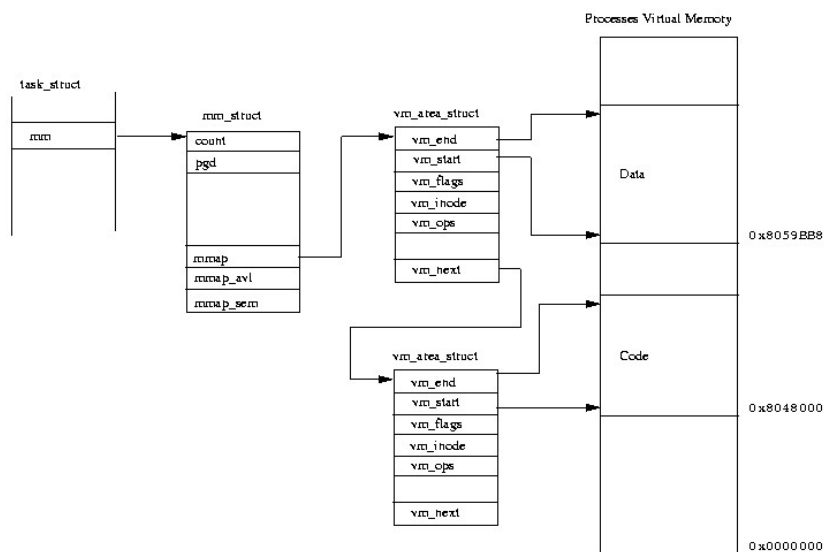 Processes Virtual Memory
task_struct
mm
mm_struct
count
pgd
mmap
mmap_avl
mmap_sem
vm_area_struct
vm_end
vm_start
vm_flags
vm_inode
vm_ops
vm_next
vm_area_struct
vm_end
vm_start
vm_flags
vm_inode
vm_ops
vm_next
Data
0x8059BB8
Code
0x8048000
0x0000000